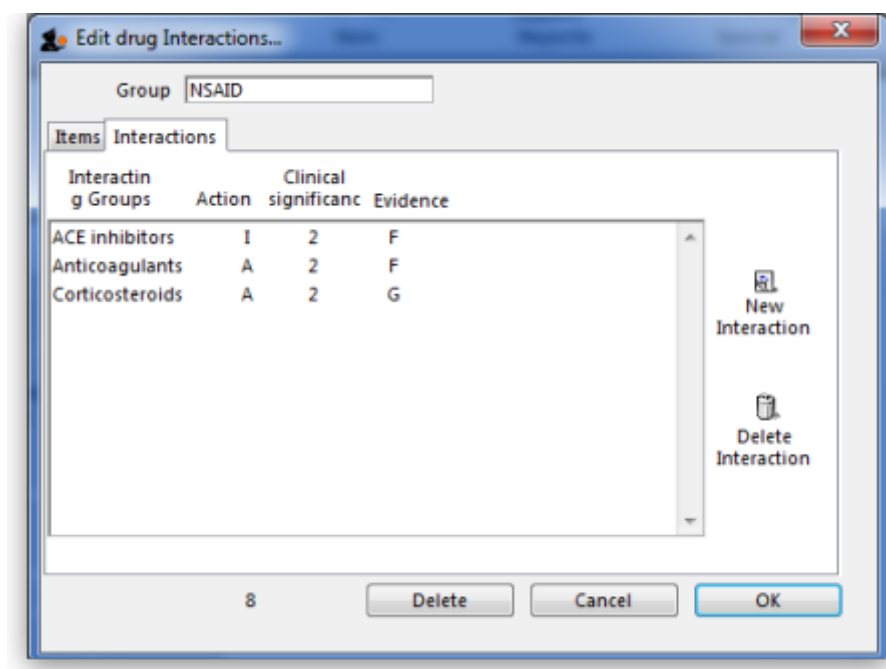 Edit drug Interactions...
Group NSAID
Items Interactions
Interactin Clinical
g Groups Action significanc Evidence
ACE inhibitors I 2 F
Anticoagulants A 2 F
Corticosteroids A 2 G
New
Interaction
Delete
Interaction
8 Delete Cancel OK